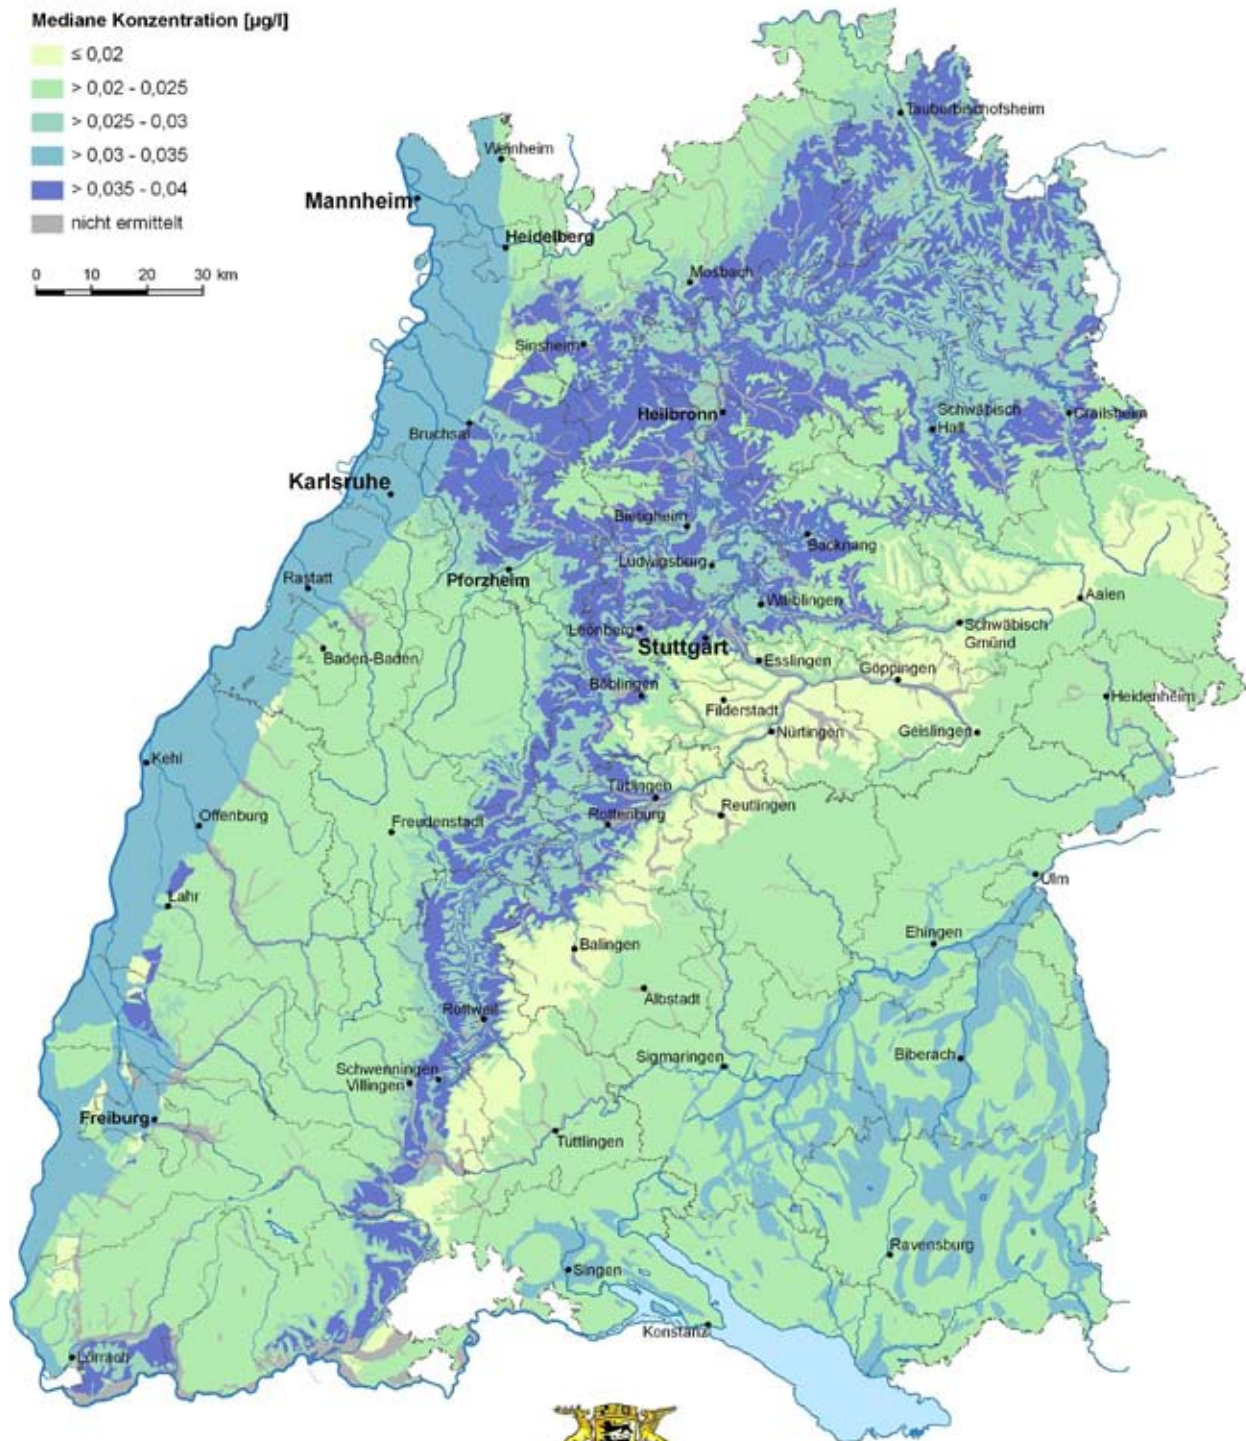 Mediane Konzentration [µg/l]
≤ 0,02
> 0,02 - 0,025
> 0,025 - 0,03
> 0,03 - 0,035
> 0,035 - 0,04
nicht ermittelt
0 10 20 30 km
Tauberbischofsheim
Weinheim
Mannheim
Heidelberg
Mosbach
Sinsheim
Heilbronn
Schwäbisch
Hall
Crailsheim
Bruchsal
Karlsruhe
Bietigheim
Backnang
Ludwigsburg
Pforzheim
Rastatt
Waiblingen
Aalen
Leonberg
Schwäbisch
Gmünd
Stuttgart
Baden-Baden
Esslingen
Göppingen
Böblingen
Heidenheim
Filderstadt
Nürtingen
Geislingen
Kehl
Tübingen
Reutlingen
Offenburg
Freudenstadt
Rottenburg
Ulm
Lahr
Ehingen
Balingen
Albstadt
Rottweil
Sigmaringen
Biberach
Schwenningen
Villingen
Freiburg
Tuttlingen
Ravensburg
Singen
Konstanz
Lörrach